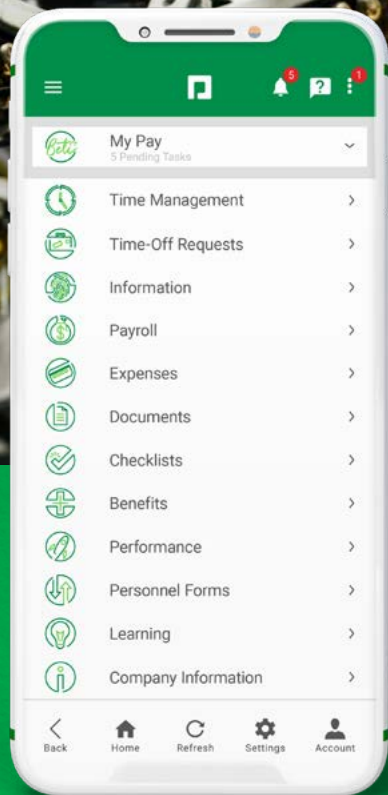 5
?
1
Beti
My Pay
5 Pending Tasks
Time Management
Time-Off Requests
Information
Payroll
Expenses
Documents
Checklists
Benefits
Performance
Personnel Forms
Learning
Company Information
Back Home Refresh Settings Account